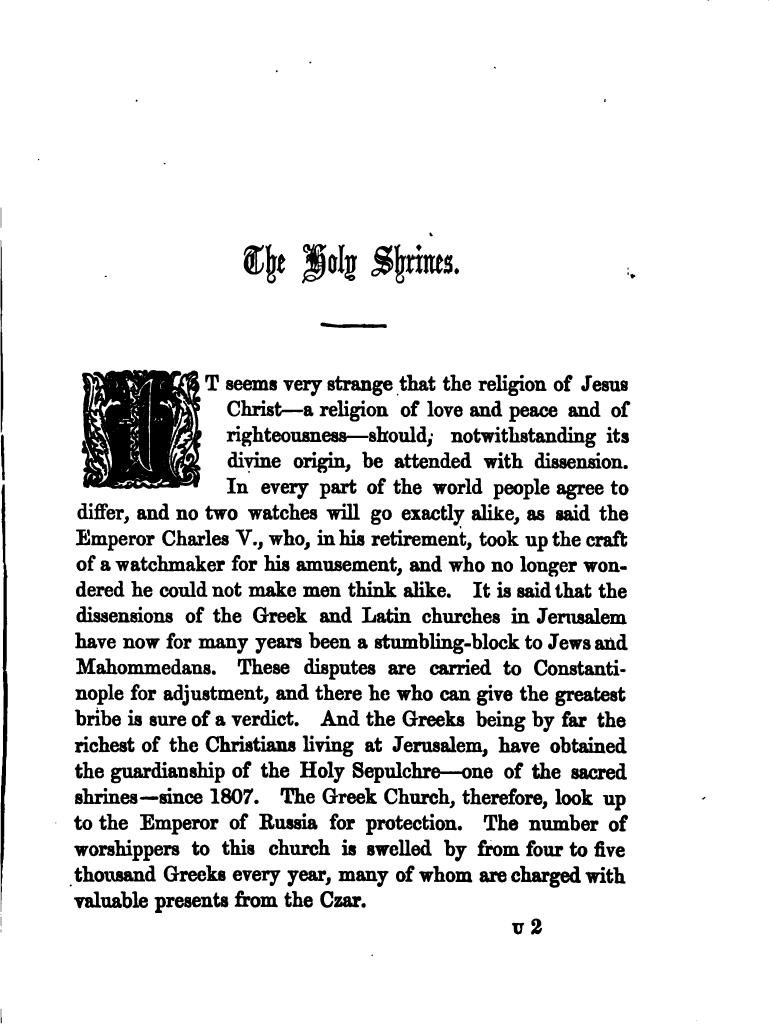 The Holy Shrines.
IT seems very strange that the religion of Jesus
Christ—a religion of love and peace and of
righteousness—should, notwithstanding its
divine origin, be attended with dissension.
In every part of the world people agree to
differ, and no two watches will go exactly alike, as said the
Emperor Charles V., who, in his retirement, took up the craft
of a watchmaker for his amusement, and who no longer won-
dered he could not make men think alike. It is said that the
dissensions of the Greek and Latin churches in Jerusalem
have now for many years been a stumbling-block to Jews and
Mahommedans. These disputes are carried to Constanti-
nople for adjustment, and there he who can give the greatest
bribe is sure of a verdict. And the Greeks being by far the
richest of the Christians living at Jerusalem, have obtained
the guardianship of the Holy Sepulchre—one of the sacred
shrines—since 1807. The Greek Church, therefore, look up
to the Emperor of Russia for protection. The number of
worshippers to this church is swelled by from four to five
thousand Greeks every year, many of whom are charged with
valuable presents from the Czar.
U 2